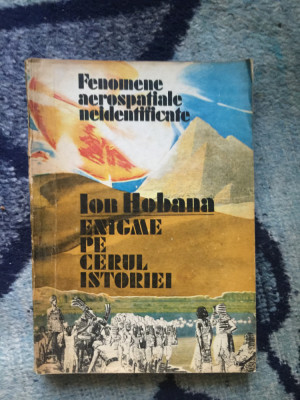 Fenomene
aerospațiale
neidentificate
Ion Hobana
ENIGME
PE
CERUL
ISTORIEI